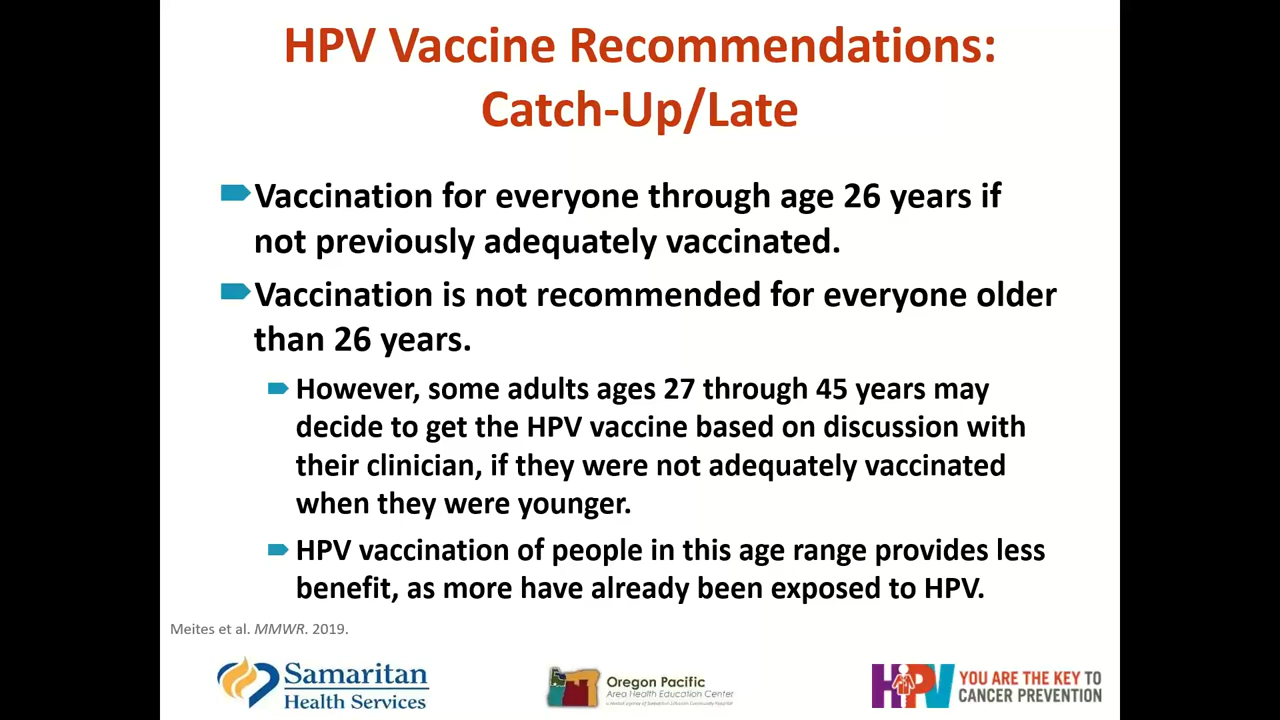 HPV Vaccine Recommendations:
Catch-Up/Late
Vaccination for everyone through age 26 years if
not previously adequately vaccinated.
Vaccination is not recommended for everyone older
than 26 years.
However, some adults ages 27 through 45 years may
decide to get the HPV vaccine based on discussion with
their clinician, if they were not adequately vaccinated
when they were younger.
HPV vaccination of people in this age range provides less
benefit, as more have already been exposed to HPV.
Meites et al. MMWR. 2019.
Samaritan
Health Services
Oregon Pacific
Area Health Education Center
HPV
YOU ARE THE KEY TO
CANCER PREVENTION